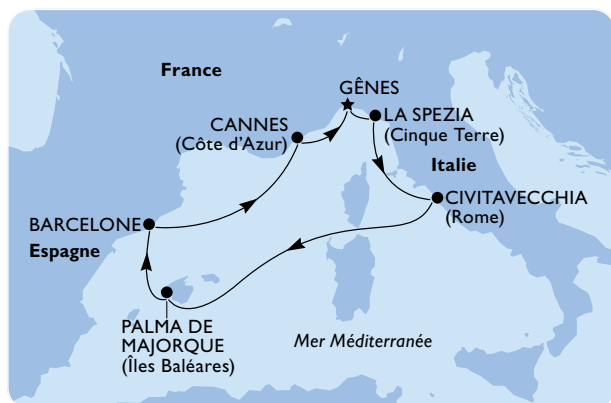 France
GÊNES
LA SPEZIA
(Cinque Terre)
CANNES
(Côte d'Azur)
Italie
CIVITAVECCHIA
(Rome)
BARCELONE
Espagne
PALMA DE
MAJORQUE
(Îles Baléares)
Mer Méditerranée